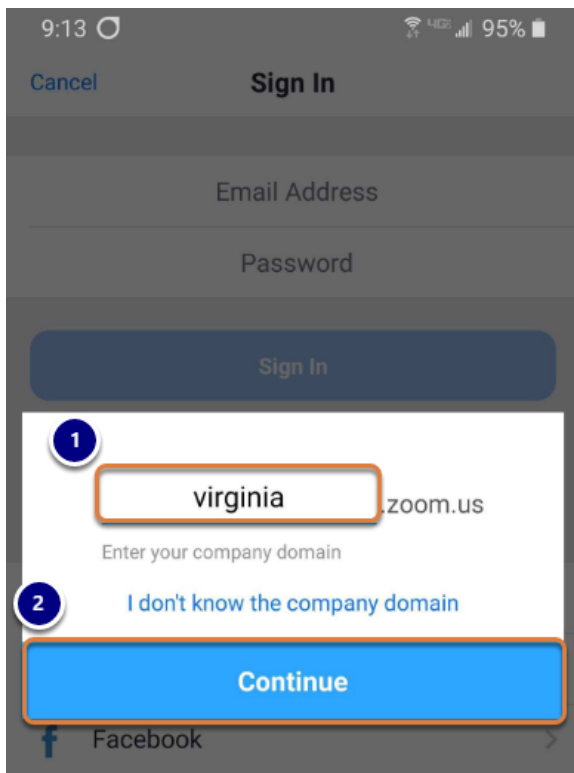 9:13 95%
Cancel Sign In
Email Address
Password
Sign In
1
virginia .zoom.us
Enter your company domain
2 I don't know the company domain
Continue
f Facebook